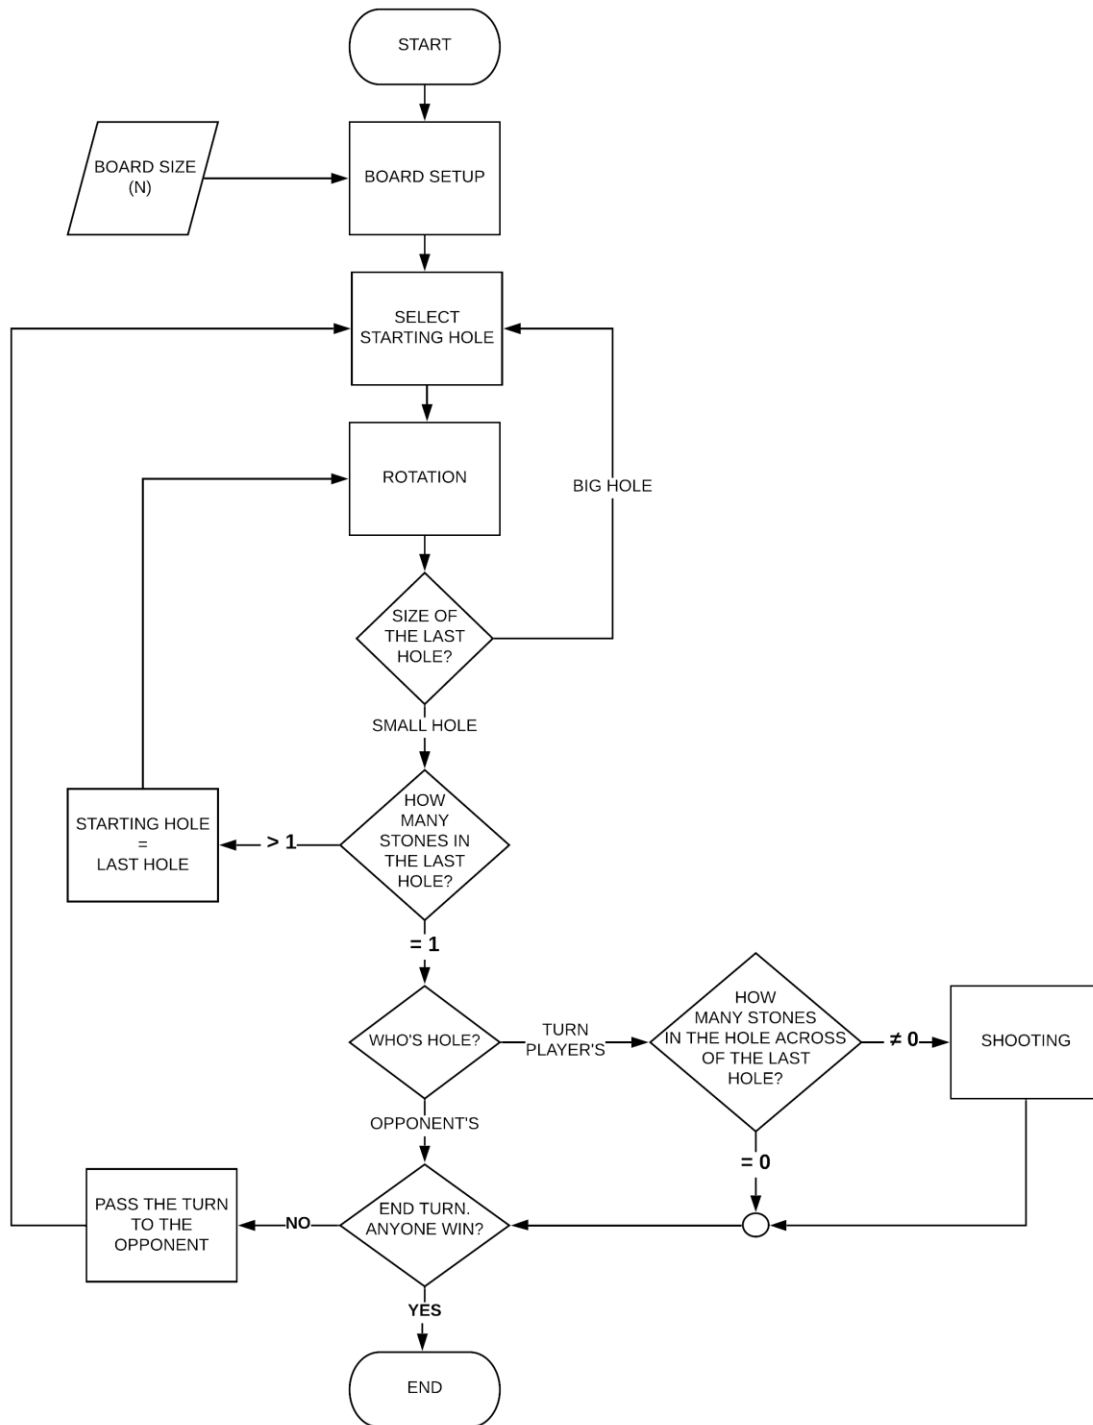 START
BOARD SIZE
(N)
BOARD SETUP
SELECT
STARTING HOLE
ROTATION
BIG HOLE
SIZE OF
THE LAST
HOLE?
SMALL HOLE
HOW
MANY
STONES IN
THE LAST
HOLE?
> 1
STARTING HOLE
=
LAST HOLE
= 1
WHO'S HOLE?
TURN
PLAYER'S
HOW
MANY STONES
IN THE HOLE ACROSS
OF THE LAST
HOLE?
≠ 0
SHOOTING
OPPONENT'S
= 0
END TURN.
ANYONE WIN?
NO
PASS THE TURN
TO THE
OPPONENT
YES
END